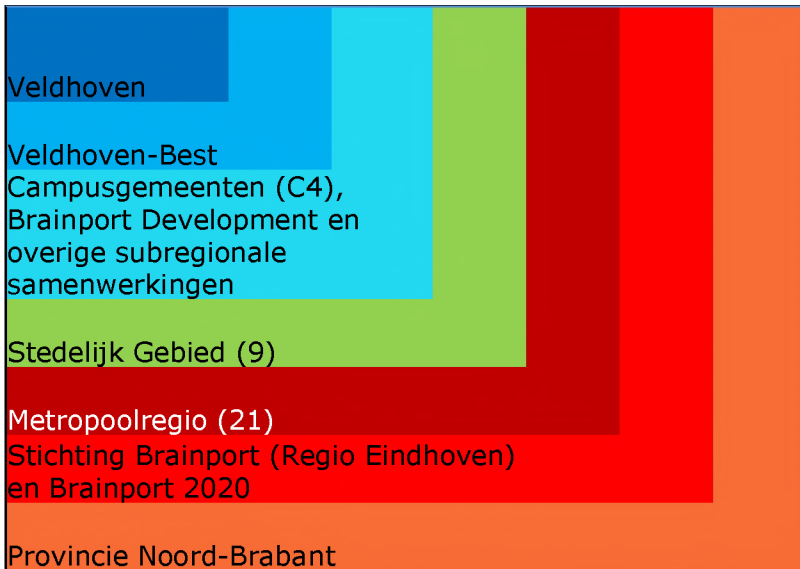 Veldhoven
Veldhoven-Best
Campusgemeenten (C4),
Brainport Development en
overige subregionale
samenwerkingen
Stedelijk Gebied (9)
Metropoolregio (21)
Stichting Brainport (Regio Eindhoven)
en Brainport 2020
Provincie Noord-Brabant